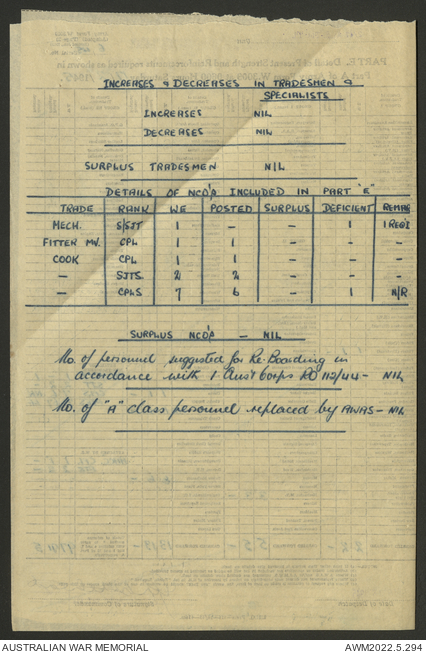 INCREASES & DECREASES IN TRADESMEN &
SPECIALISTS
INCREASES NIL
DECREASES NIL
SURPLUS TRADESMEN NIL
DETAILS OF NCO's INCLUDED IN PART "E"
TRADE RANK WE POSTED SURPLUS DEFICIENT REMARKS
MECH. S/SJT 1 - - 1 1 REQ'D
FITTER MV. CPL 1 1 - - -
COOK CPL 1 1 - - -
- SJTS. 2 2 - - -
- CPLS 7 6 - 1 N/R
SURPLUS NCO's - NIL
No. of personnel suggested for Re-Boarding in
accordance with 1 Aust Corps RO 112/44 - NIL
No. of "A" class personnel replaced by AWAS - NIL
AUSTRALIAN WAR MEMORIAL
AWM2022.5.294